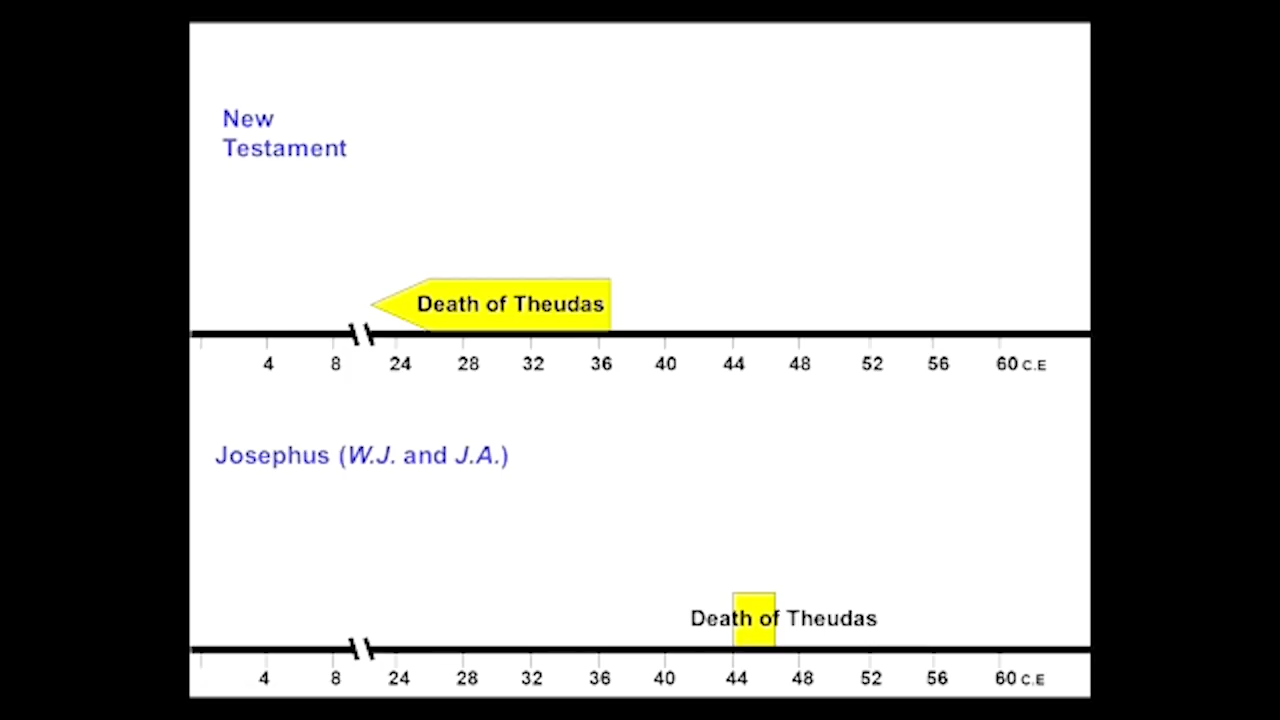 New
Testament
Death of Theudas
4 8 24 28 32 36 40 44 48 52 56 60 C.E
Josephus (W.J. and J.A.)
Death of Theudas
4 8 24 28 32 36 40 44 48 52 56 60 C.E